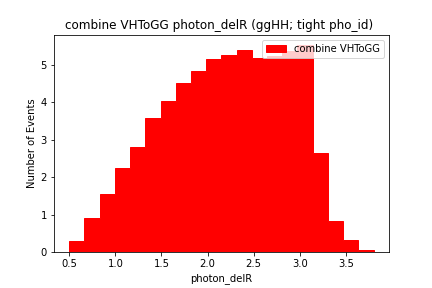 combine VHToGG photon_delR (ggHH; tight pho_id)
combine VHToGG
Number of Events
5
4
3
2
1
0
0.5 1.0 1.5 2.0 2.5 3.0 3.5
photon_delR